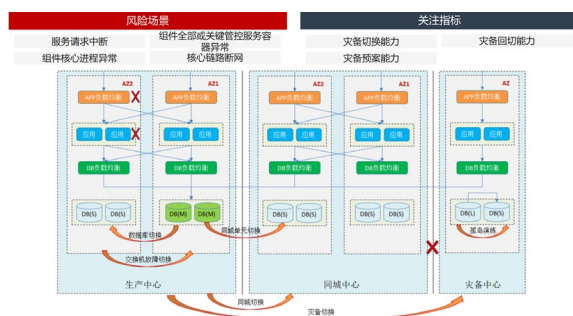 风险场景
关注指标
服务请求中断
组件全部或关键管控服务容器异常
灾备切换能力
灾备回切能力
组件核心进程异常
核心链路断网
灾备预案能力
AZ2
AZ1
AZ2
AZ
APP负载均衡
APP负载均衡
APP负载均衡
APP负载均衡
APP负载均衡
应用
应用
应用
应用
应用
应用
应用
应用
应用
应用
DB负载均衡
DB负载均衡
DB负载均衡
DB负载均衡
DB负载均衡
DB(S)
DB(S)
DB(M)
DB(M)
DB(S)
DB(S)
DB(S)
DB(S)
DB(L)
DB(S)
数据库切换
同城单元切换
孤岛演练
交换机故障切换
生产中心
同城中心
灾备中心
同城切换
灾备切换